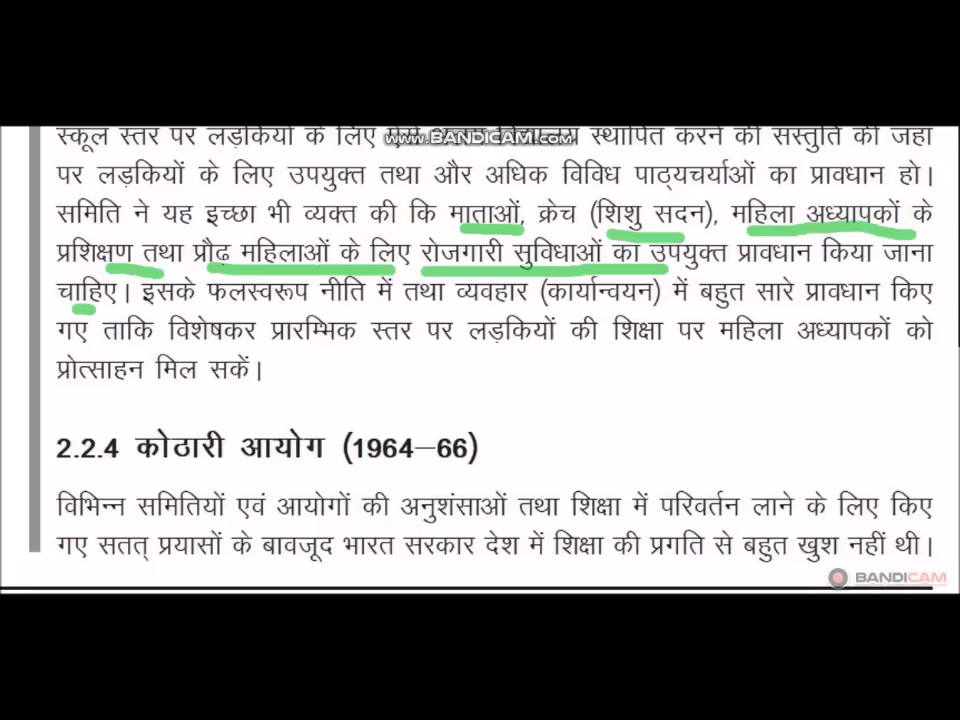 स्कूल स्तर पर लड़कियों के लिए स्थापित करने की संस्तुति की जहाँ
www.BANDICAM.com
पर लड़कियों के लिए उपयुक्त तथा और अधिक विविध पाठ्यचर्याओं का प्रावधान हो।
समिति ने यह इच्छा भी व्यक्त की कि माताओं, क्रेच (शिशु सदन), महिला अध्यापकों के
प्रशिक्षण तथा प्रौढ़ महिलाओं के लिए रोजगारी सुविधाओं का उपयुक्त प्रावधान किया जाना
चाहिए। इसके फलस्वरूप नीति में तथा व्यवहार (कार्यान्वयन) में बहुत सारे प्रावधान किए
गए ताकि विशेषकर प्रारम्भिक स्तर पर लड़कियों की शिक्षा पर महिला अध्यापकों को
प्रोत्साहन मिल सकें।
2.2.4 कोठारी आयोग (1964–66)
विभिन्न समितियों एवं आयोगों की अनुशंसाओं तथा शिक्षा में परिवर्तन लाने के लिए किए
गए सतत् प्रयासों के बावजूद भारत सरकार देश में शिक्षा की प्रगति से बहुत खुश नहीं थी।
BANDICAM